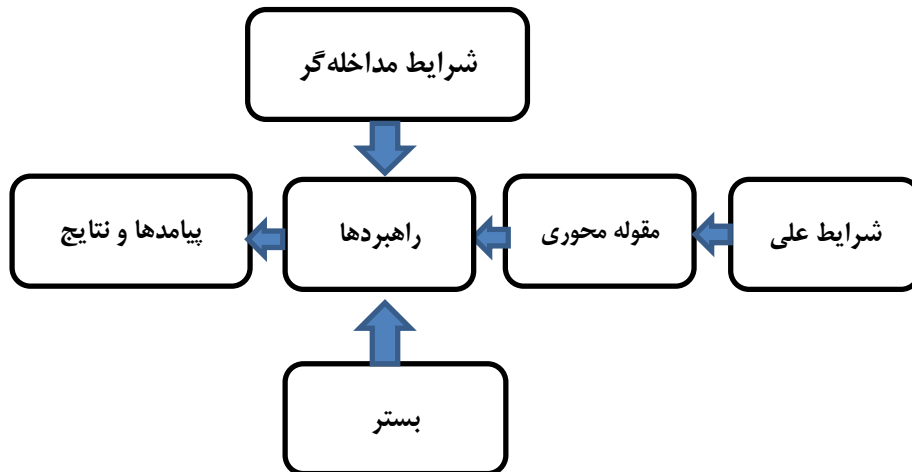 شرایط مداخله‌گر
شرایط علی
مقوله محوری
راهبردها
پیامدها و نتایج
بستر